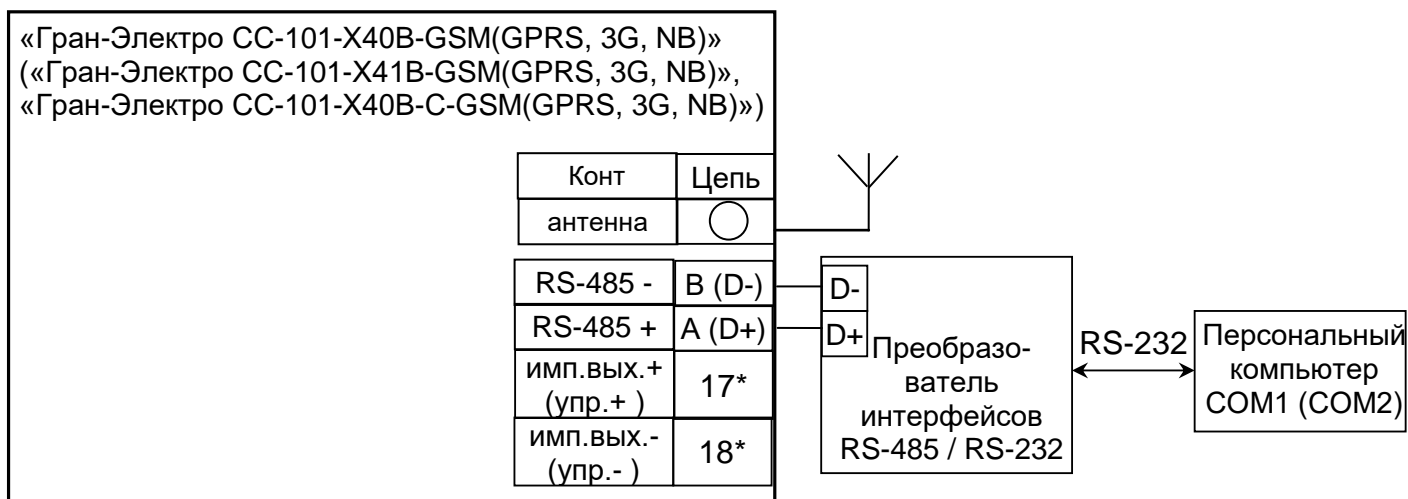 «Гран-Электро СС-101-Х40В-GSM(GPRS, 3G, NB)»
(«Гран-Электро СС-101-Х41В-GSM(GPRS, 3G, NB)»,
«Гран-Электро СС-101-Х40В-С-GSM(GPRS, 3G, NB)»)
Конт Цепь
антенна
RS-485 - B (D-)
RS-485 + A (D+)
имп.вых.+
(упр.+ )
17*
имп.вых.-
(упр.- )
18*
D-
D+
Преобразо-
ватель
интерфейсов
RS-485 / RS-232
RS-232
Персональный
компьютер
COM1 (COM2)